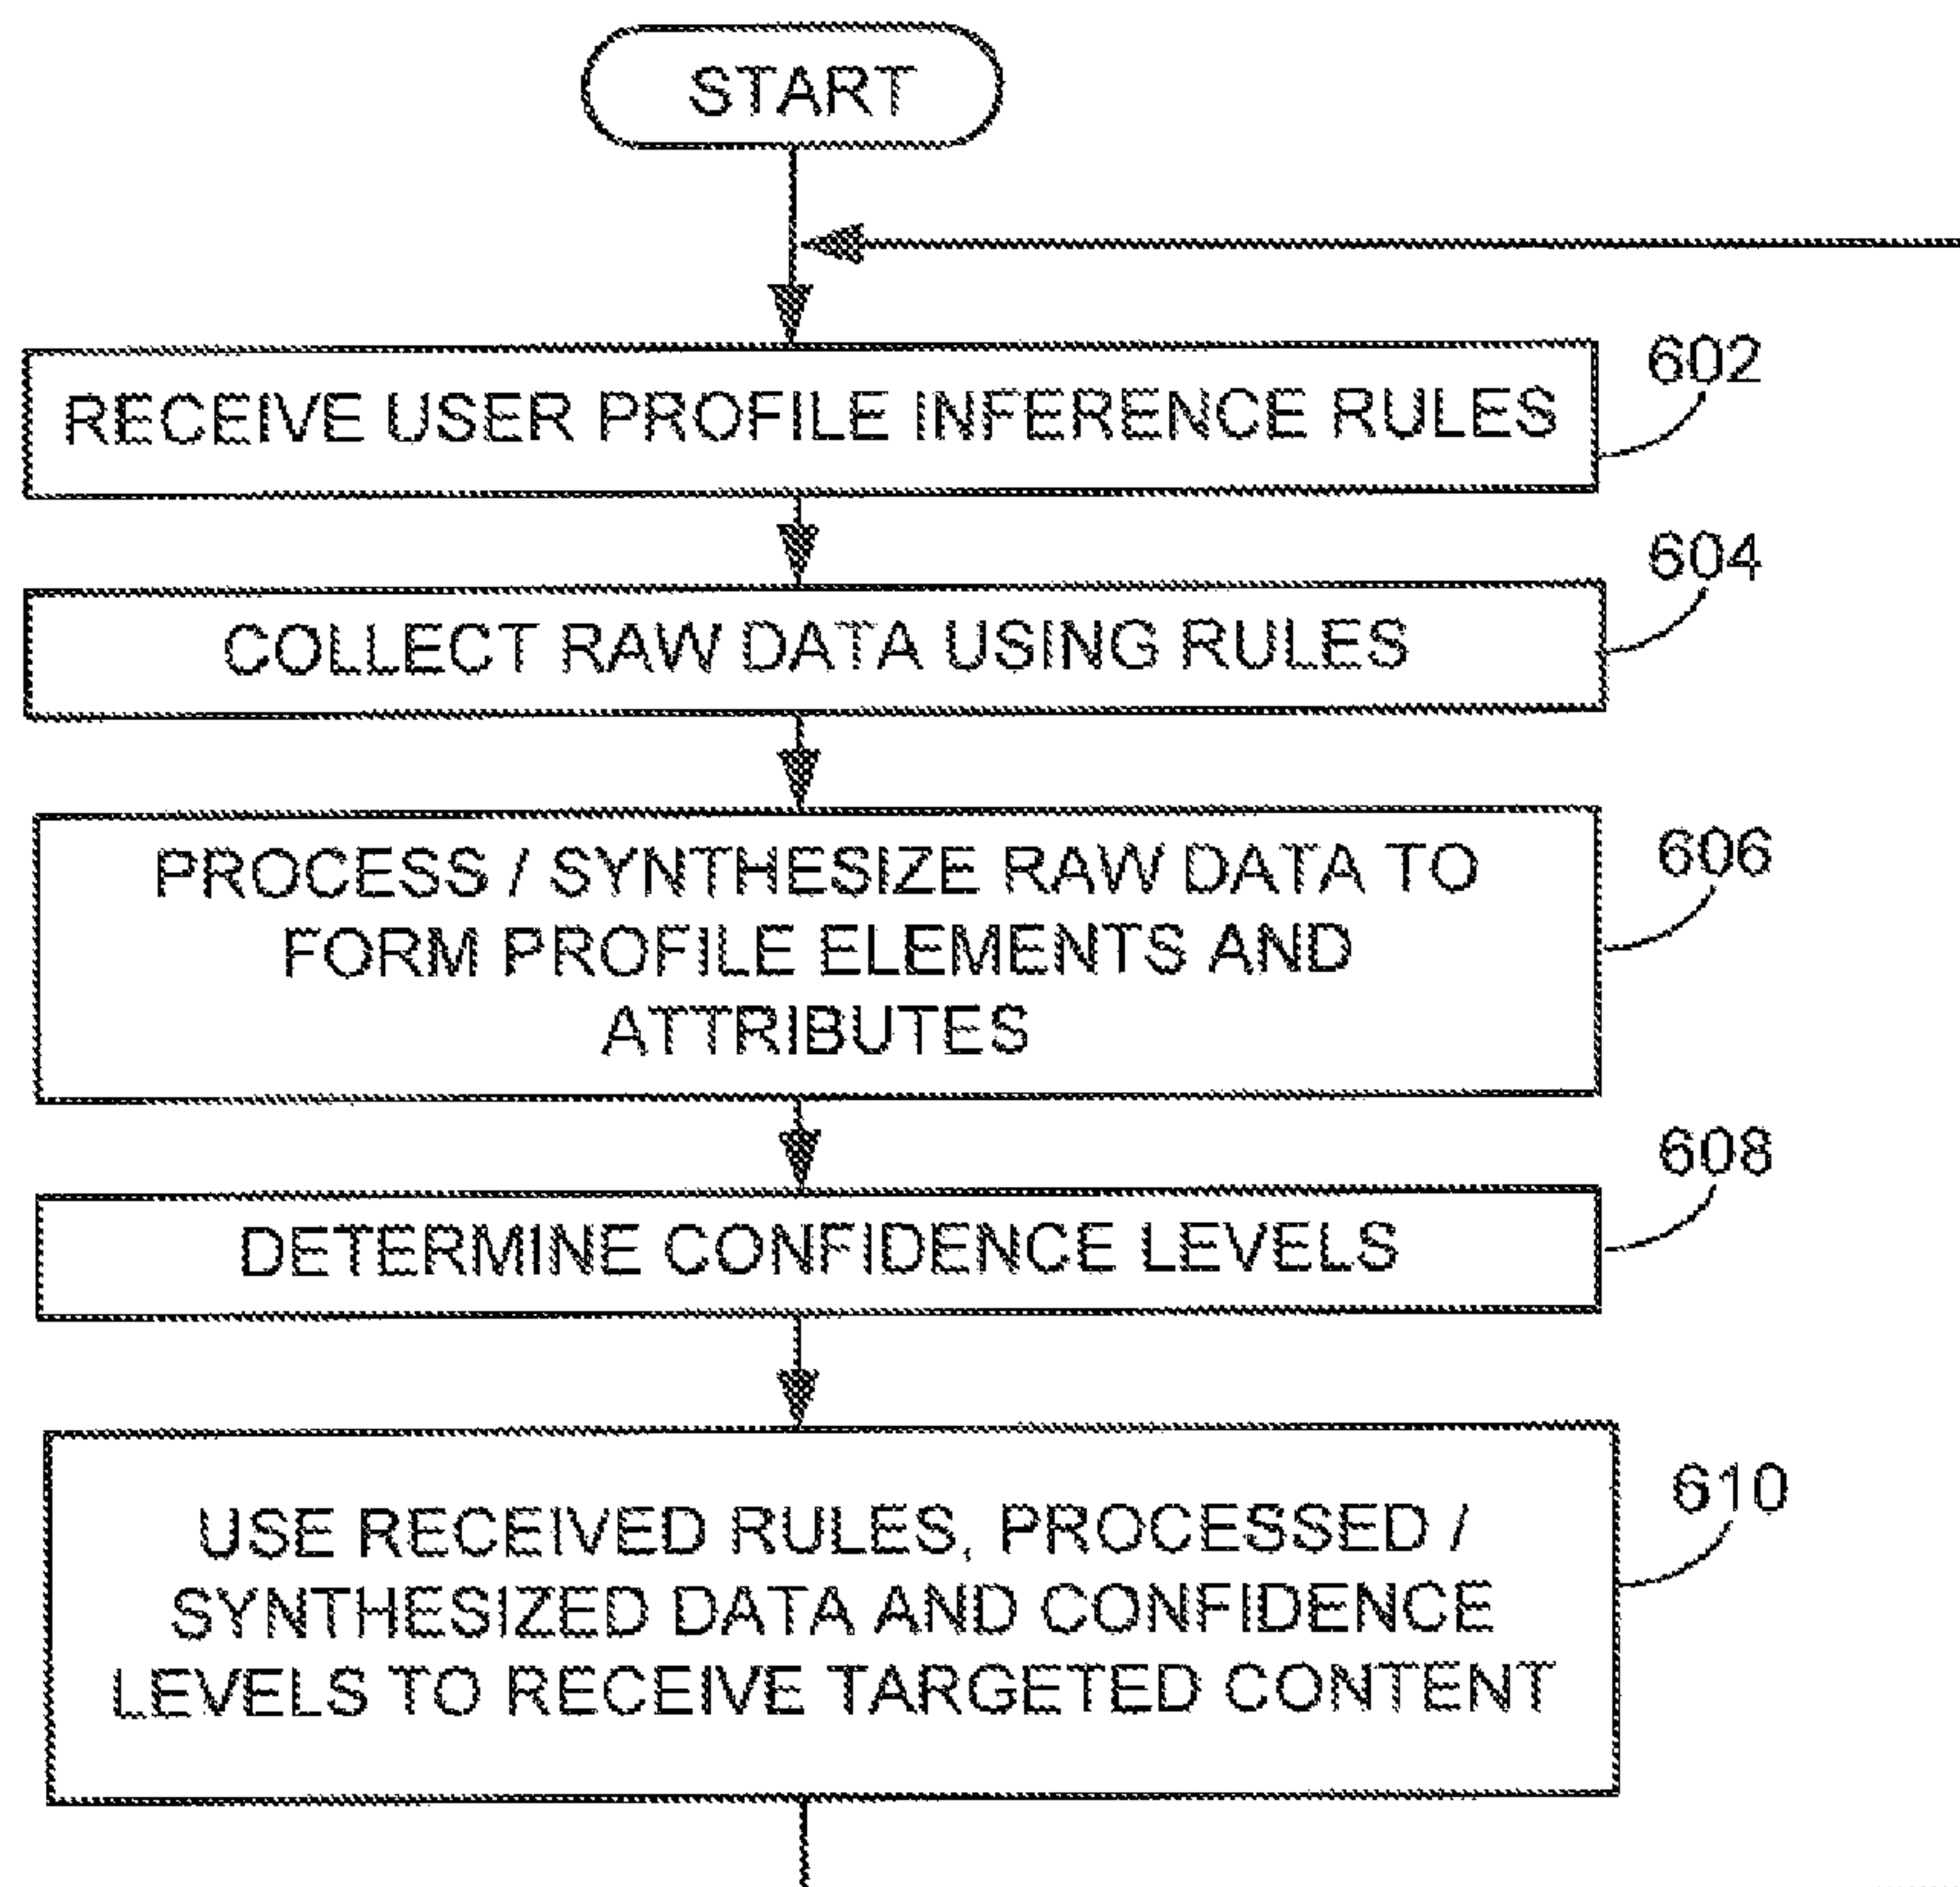 START
RECEIVE USER PROFILE INFERENCE RULES
602
COLLECT RAW DATA USING RULES
604
PROCESS / SYNTHESIZE RAW DATA TO
FORM PROFILE ELEMENTS AND
ATTRIBUTES
606
DETERMINE CONFIDENCE LEVELS
608
USE RECEIVED RULES, PROCESSED /
SYNTHESIZED DATA AND CONFIDENCE
LEVELS TO RECEIVE TARGETED CONTENT
610